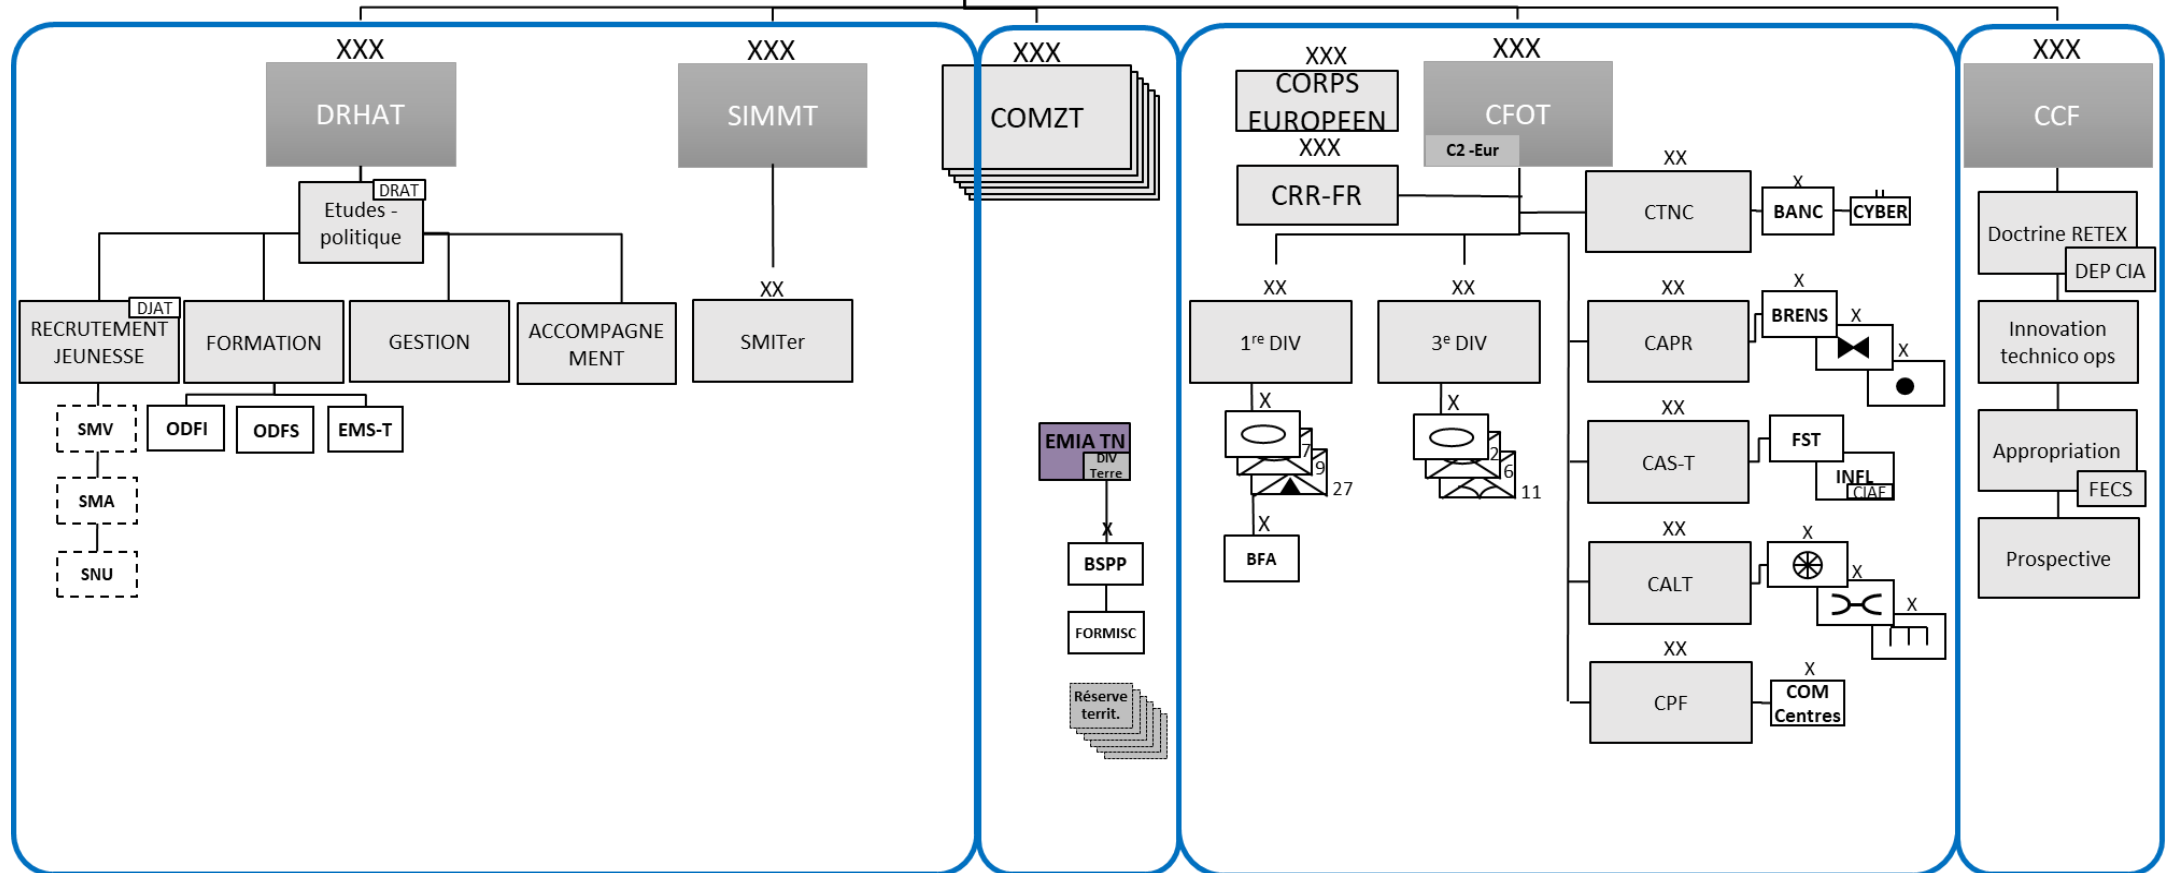 XXX
DRHAT
DRAT
Etudes -
politique
DJAT
RECRUTEMENT
JEUNESSE
FORMATION
GESTION
ACCOMPAGNE
MENT
SMV
SMA
SNU
ODFI
ODFS
EMS-T
XXX
SIMMT
XX
SMITer
XXX
COMZT
EMIA TN
DIV
Terre
X
BSPP
FORMISC
Réserve
territ.
XXX
CORPS
EUROPEEN
XXX
CRR-FR
XXX
CFOT
C2 -Eur
XX
1re DIV
X
7
9
27
X
BFA
XX
3e DIV
X
2
6
11
XX
CTNC
X
BANC
CYBER
XX
CAPR
X
BRENS
X
X
XX
CAS-T
FST
INFL
CIAE
XX
CALT
X
X
X
XX
CPF
X
COM
Centres
XXX
CCF
Doctrine RETEX
DEP CIA
Innovation
technico ops
Appropriation
FECS
Prospective